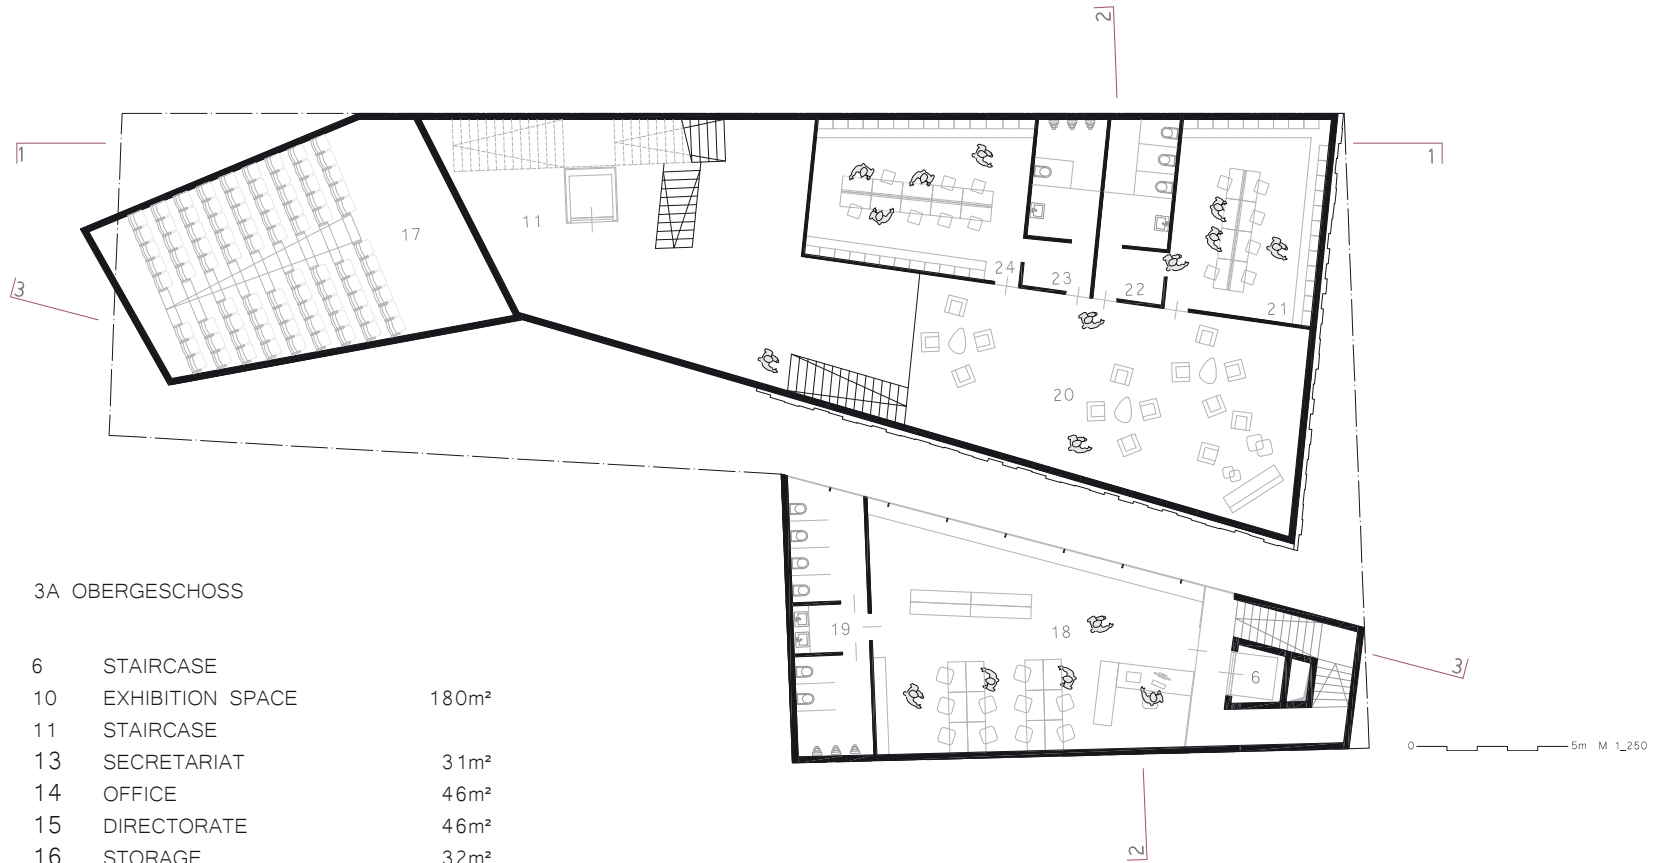 2
1
1
3
17
11
24
23
22
21
20
3A OBERGESCHOSS
19
18
6
3
6 STAIRCASE
10 EXHIBITION SPACE 180m²
11 STAIRCASE
13 SECRETARIAT 31m²
14 OFFICE 46m²
15 DIRECTORATE 46m²
16 STORAGE 32m²
0 5m M 1_250
2